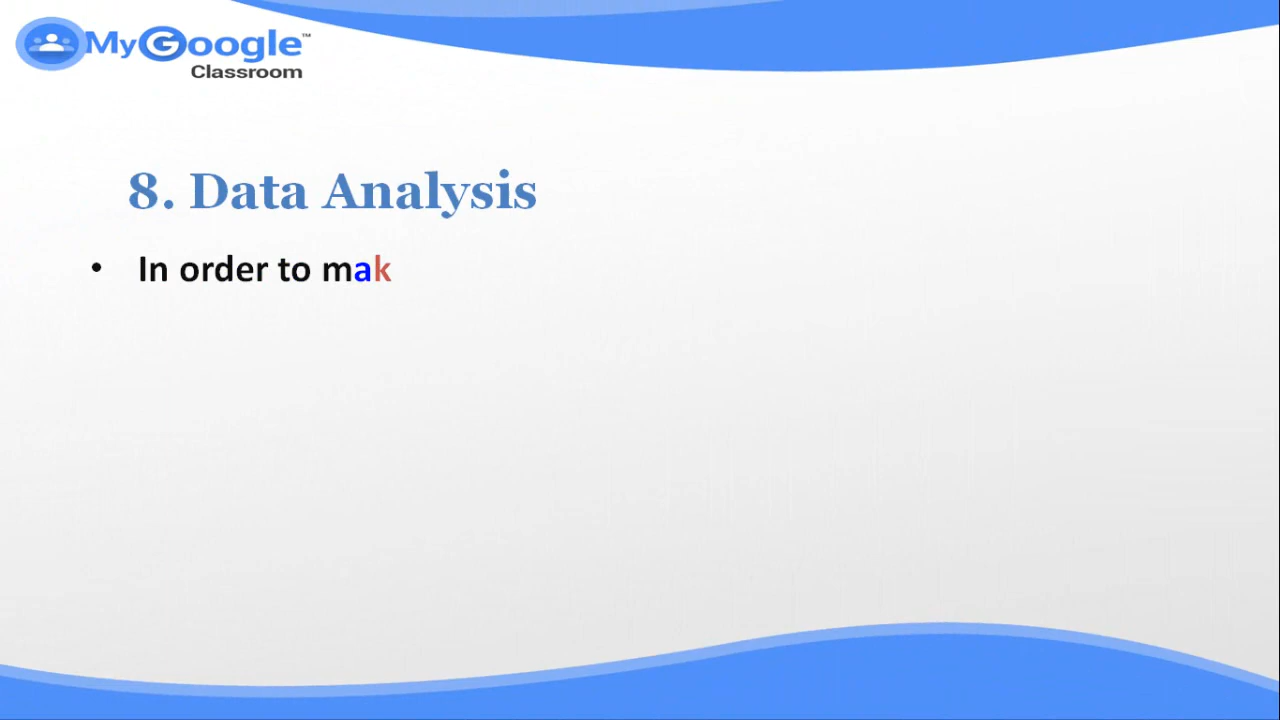 MyGoogle™
Classroom
8. Data Analysis
• In order to mak